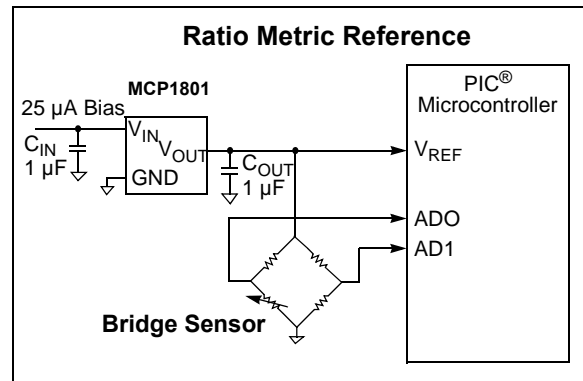 Ratio Metric Reference
MCP1801
PIC®
Microcontroller
25 µA Bias
VIN
VOUT
CIN
1 µF
GND
COUT
1 µF
VREF
ADO
AD1
Bridge Sensor